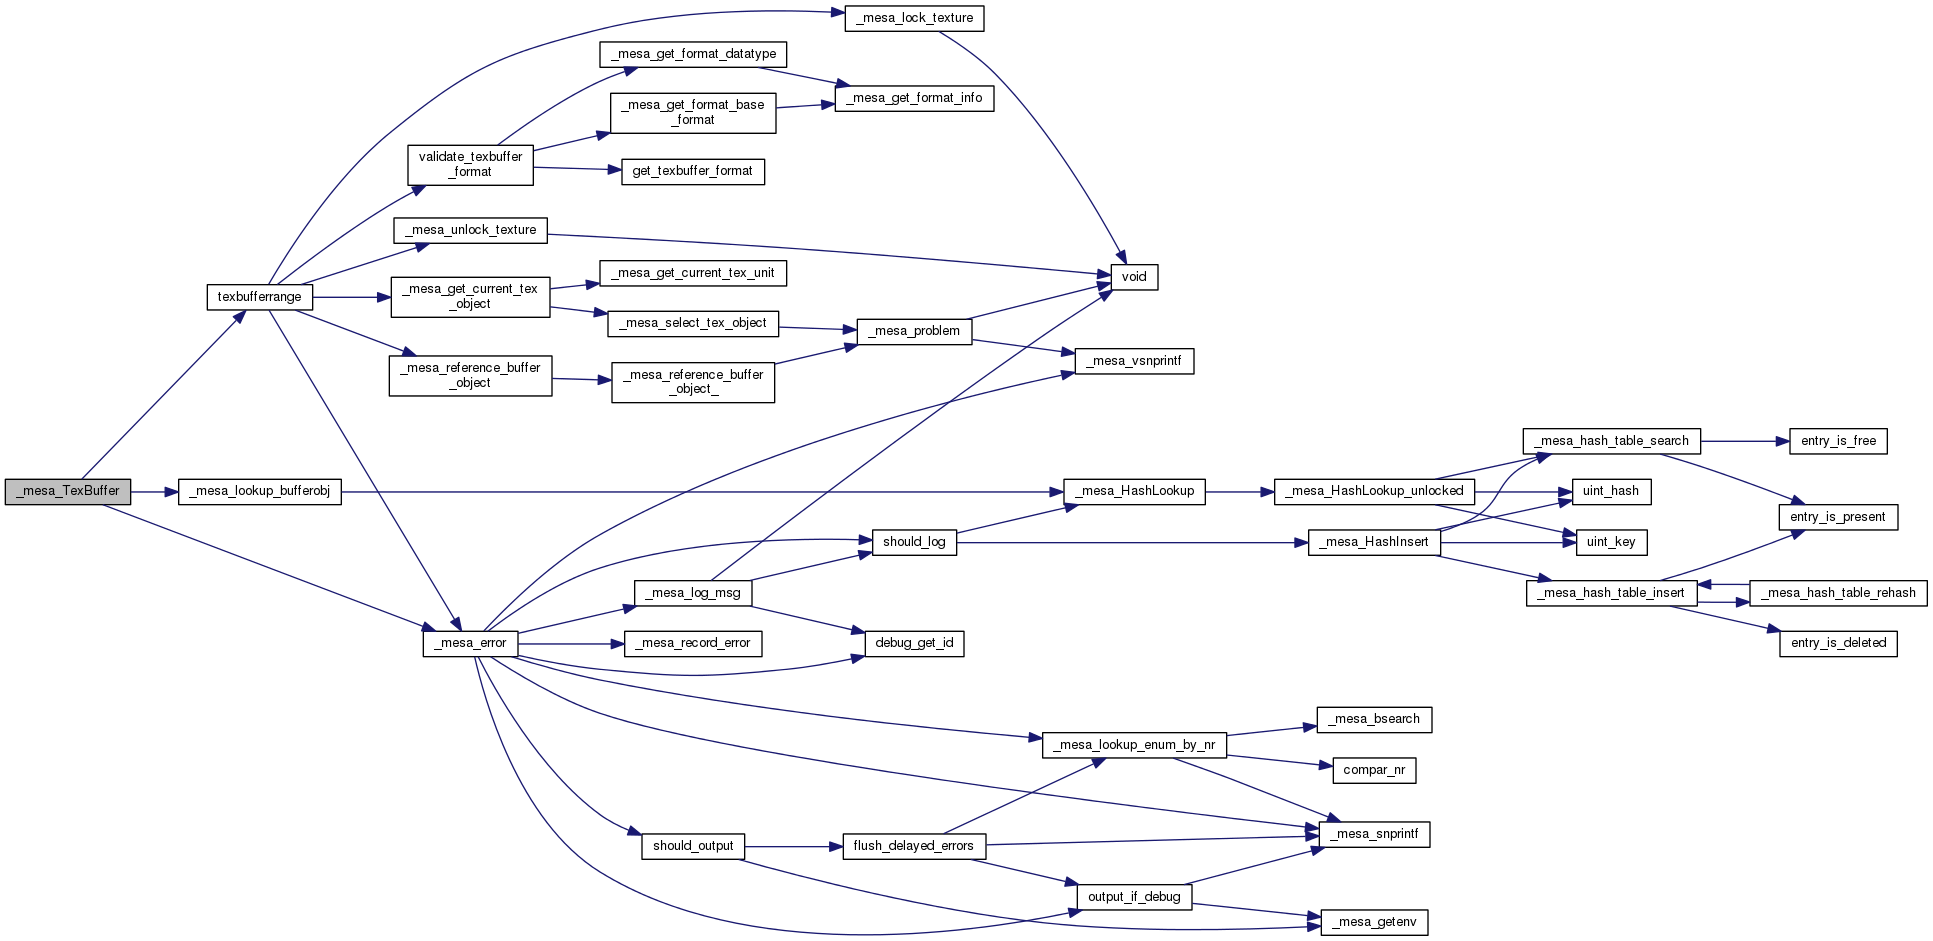 _mesa_lock_texture
_mesa_get_format_datatype
_mesa_get_format_info
_mesa_get_format_base
_format
validate_texbuffer
_format
get_texbuffer_format
_mesa_unlock_texture
_mesa_get_current_tex_unit
void
texbufferrange
_mesa_get_current_tex
_object
_mesa_select_tex_object
_mesa_problem
_mesa_vsnprintf
_mesa_reference_buffer
_object
_mesa_reference_buffer
_object_
_mesa_hash_table_search
entry_is_free
_mesa_TexBuffer
_mesa_lookup_bufferobj
_mesa_HashLookup
_mesa_HashLookup_unlocked
uint_hash
entry_is_present
should_log
_mesa_HashInsert
uint_key
_mesa_log_msg
_mesa_hash_table_insert
_mesa_hash_table_rehash
_mesa_error
_mesa_record_error
debug_get_id
entry_is_deleted
_mesa_bsearch
_mesa_lookup_enum_by_nr
compar_nr
_mesa_snprintf
should_output
flush_delayed_errors
output_if_debug
_mesa_getenv